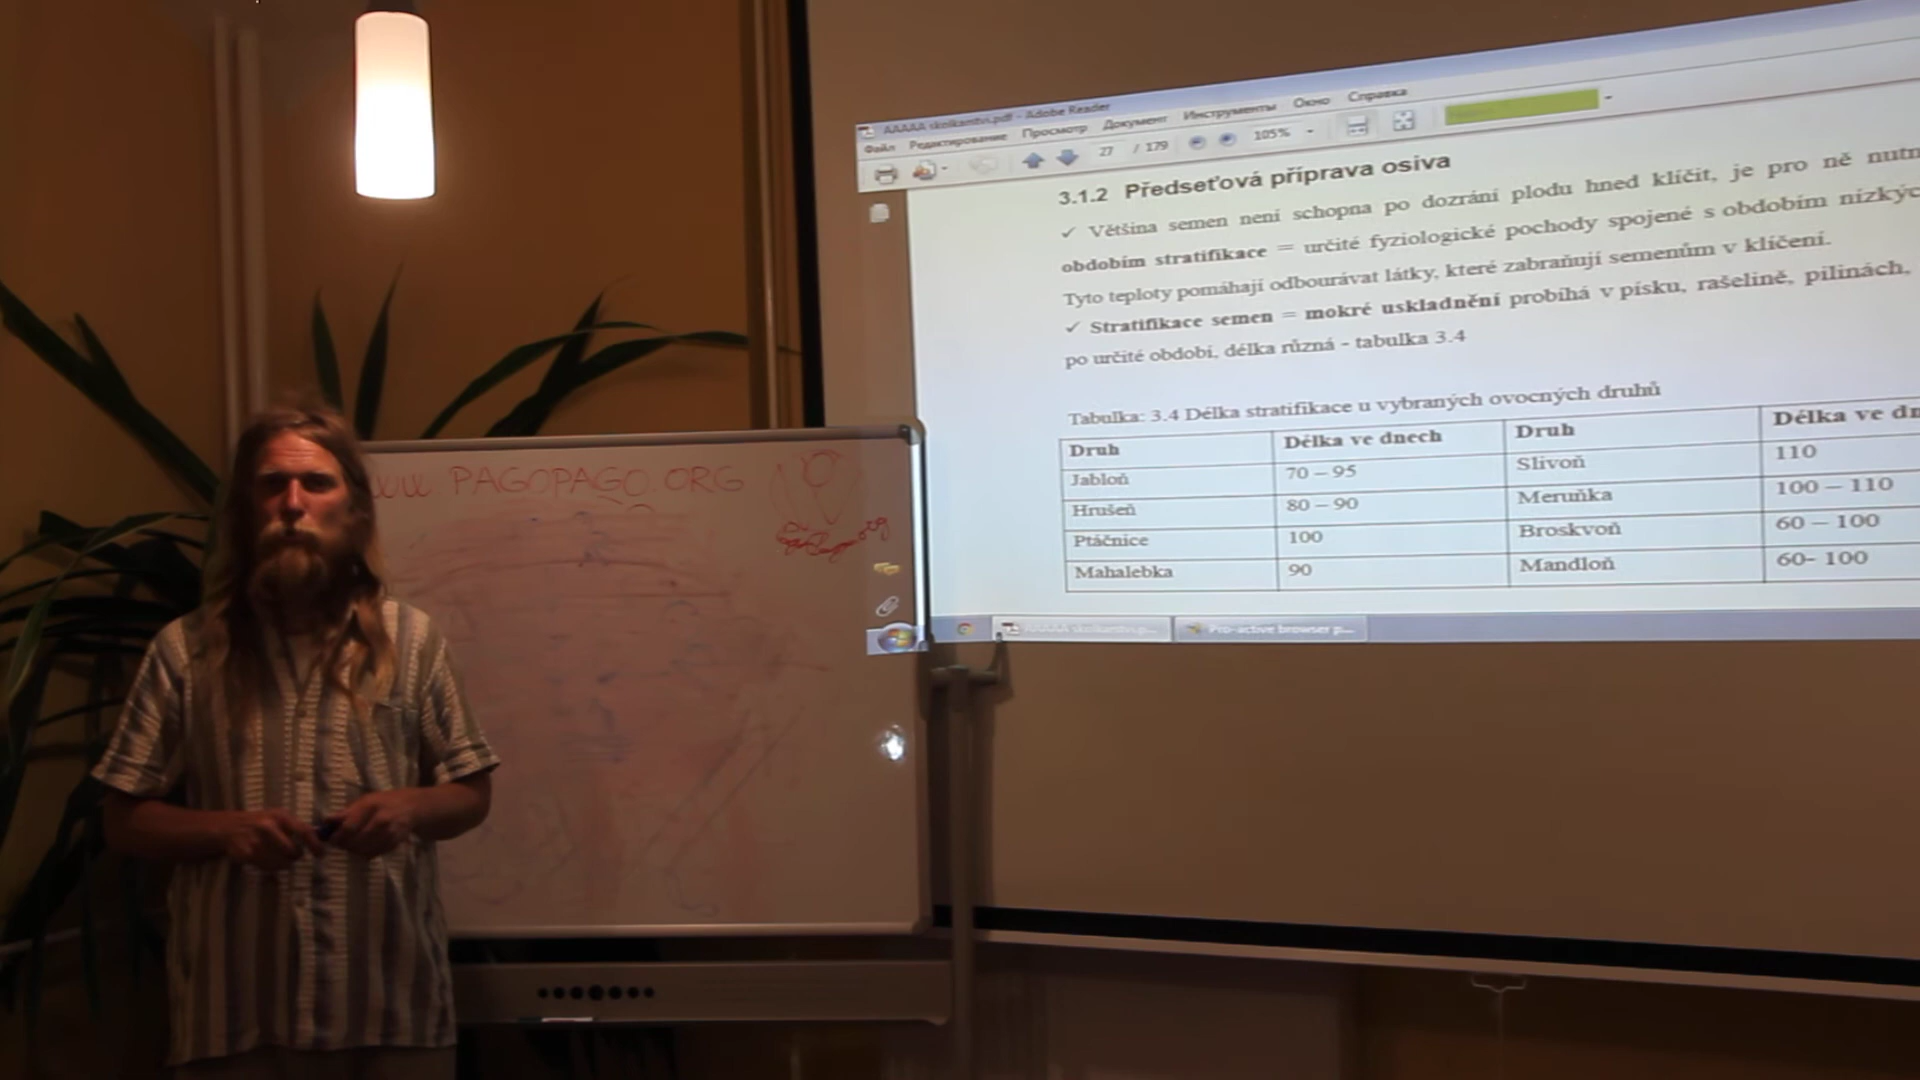 WWW.PAGOPAGO.ORG
AAAAA skolkarstvi.pdf - Adobe Reader
Файл Редактирование Просмотр Документ Инструменты Окно Справка
27 / 179 105%
3.1.2 Předseťová příprava osiva
✓ Většina semen není schopna po dozrání plodu hned klíčit, je pro ně
obdobím stratifikace = určité fyziologické pochody spojené s obdobím
Tyto teploty pomáhají odbourávat látky, které zabraňují semenům v klíčení.
✓ Stratifikace semen = mokré uskladnění probíhá v písku, rašelině, pilinách,
po určité období, délka různá - tabulka 3.4
Tabulka: 3.4 Délka stratifikace u vybraných ovocných druhů
Druh Délka ve dnech Druh Délka ve
Jabloň 70 – 95 Slivoň 110
Hrušeň 80 – 90 Meruňka 100 – 110
Ptáčnice 100 Broskvoň 60 – 100
Mahalebka 90 Mandloň 60- 100
Pro-active browser p...